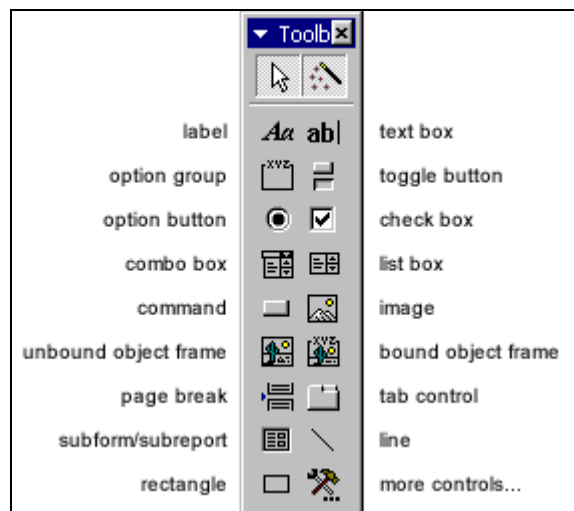 Toolb
label Aa ab| text box
option group XYZ toggle button
option button check box
combo box list box
command image
unbound object frame XYZ bound object frame
page break tab control
subform/subreport line
rectangle more controls...